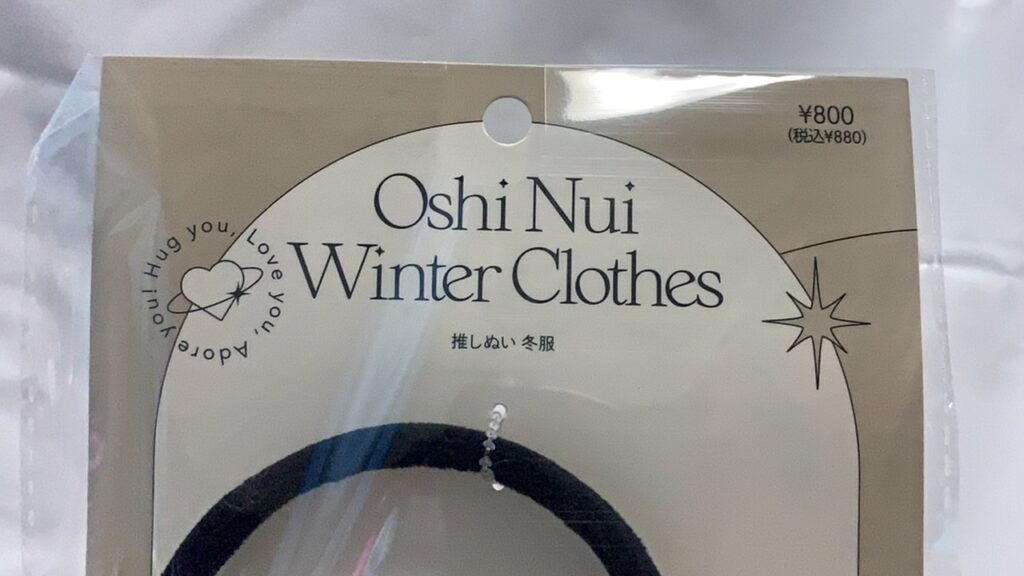 ¥800
(税込¥880)
Oshi Nui
Winter Clothes
推しぬい 冬服
Hug you, Love you, Adore you!